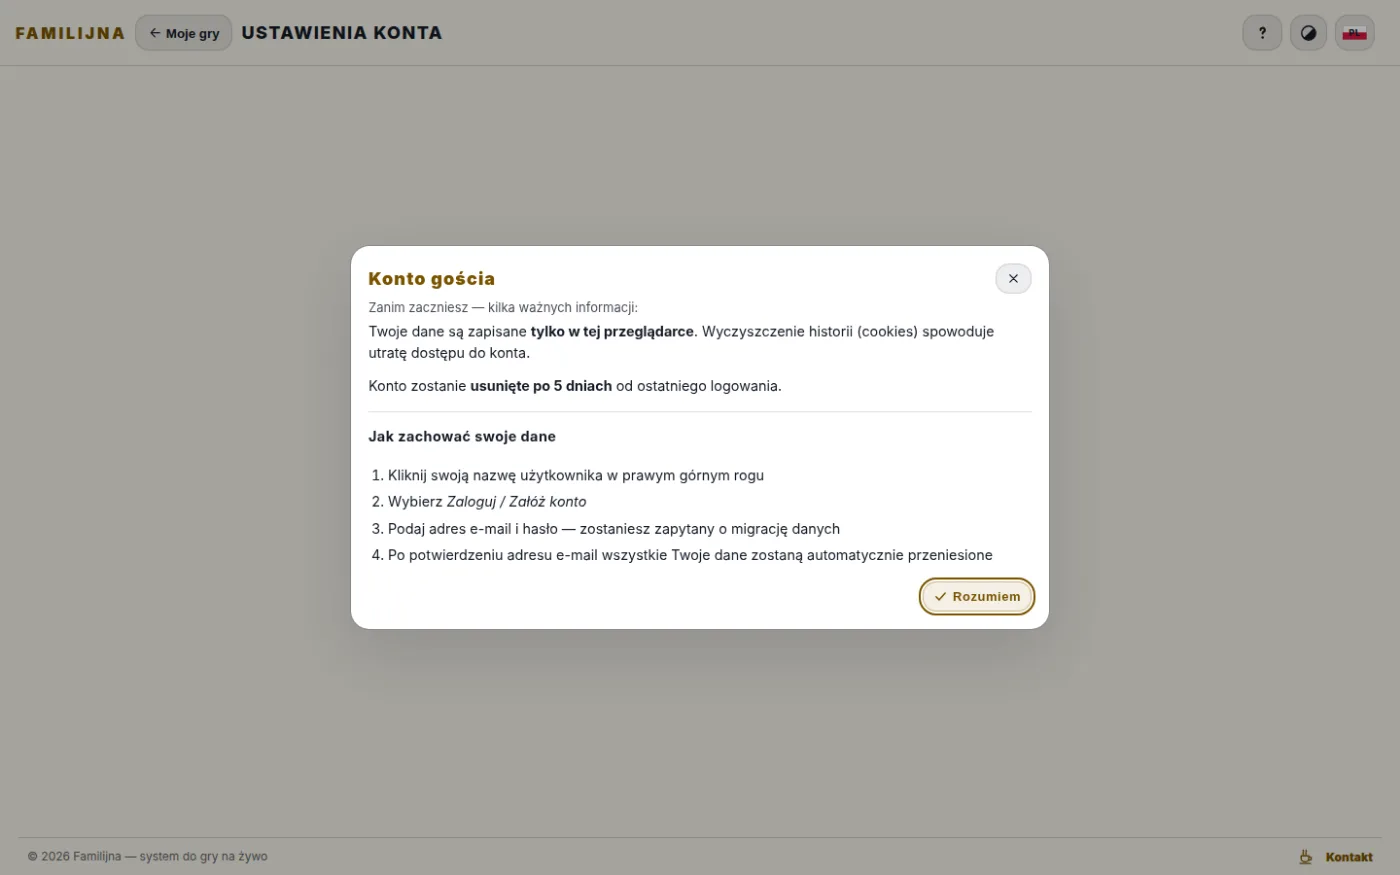 FAMILIJNA
← Moje gry
USTAWIENIA KONTA
?
PL
Konto gościa
Zanim zaczniesz — kilka ważnych informacji:
Twoje dane są zapisane tylko w tej przeglądarce. Wyczyszczenie historii (cookies) spowoduje
utratę dostępu do konta.
Konto zostanie usunięte po 5 dniach od ostatniego logowania.
Jak zachować swoje dane
1. Kliknij swoją nazwę użytkownika w prawym górnym rogu
2. Wybierz Zaloguj / Załóż konto
3. Podaj adres e-mail i hasło — zostaniesz zapytany o migrację danych
4. Po potwierdzeniu adresu e-mail wszystkie Twoje dane zostaną automatycznie przeniesione
Rozumiem
© 2026 Familijna — system do gry na żywo
Kontakt